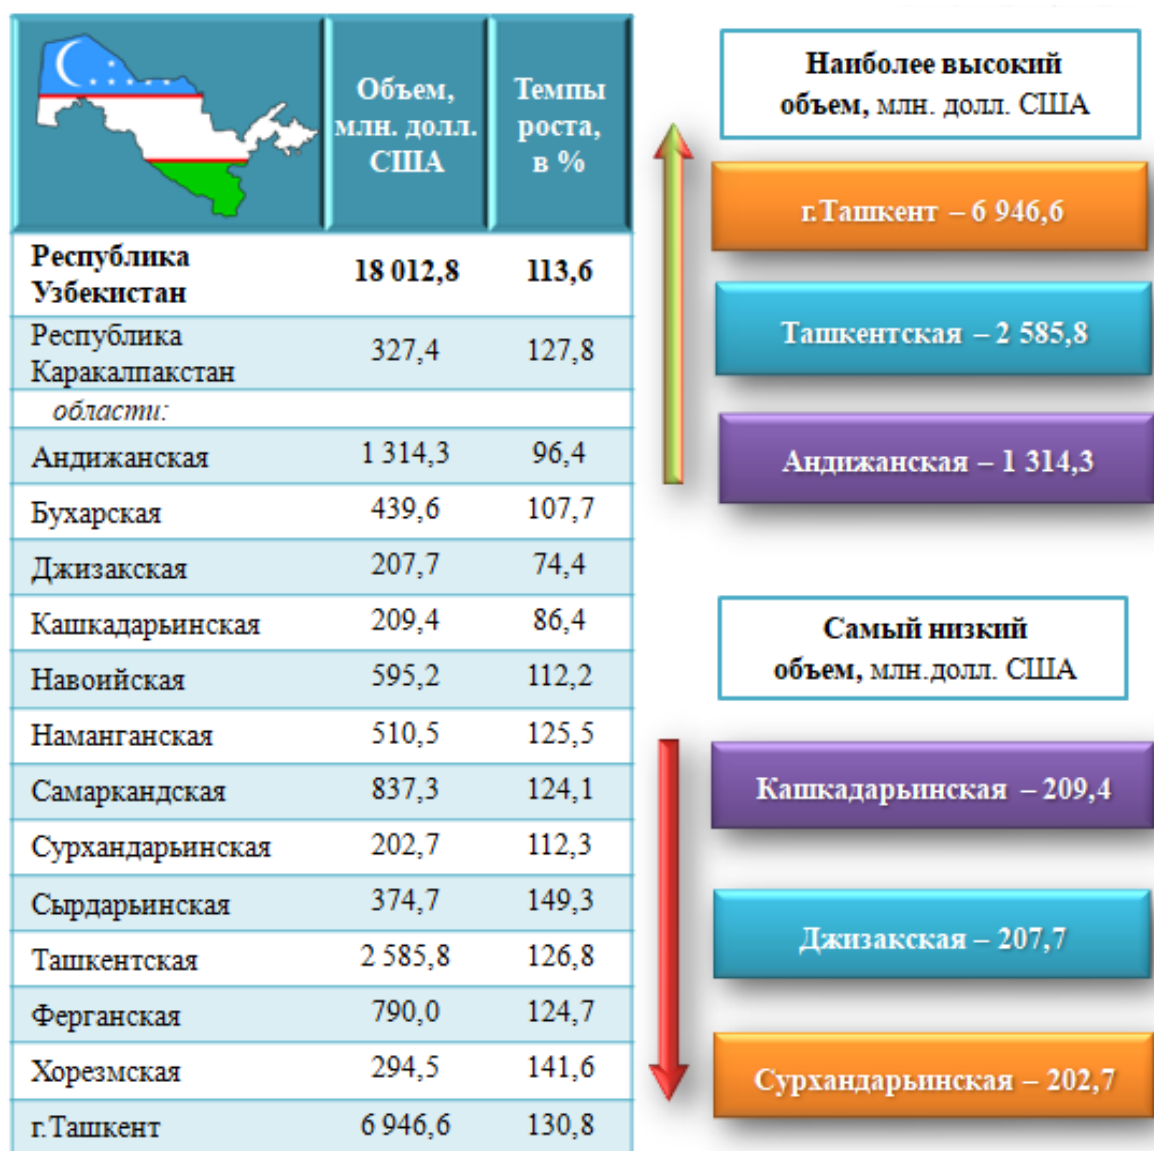 Объем,
млн. долл.
США
Темпы
роста,
в %
Республика
Узбекистан
18 012,8
113,6
Республика
Каракалпакстан
327,4
127,8
области:
Андижанская 1 314,3 96,4
Бухарская 439,6 107,7
Джизакская 207,7 74,4
Кашкадарьинская 209,4 86,4
Навоийская 595,2 112,2
Наманганская 510,5 125,5
Самаркандская 837,3 124,1
Сурхандарьинская 202,7 112,3
Сырдарьинская 374,7 149,3
Ташкентская 2 585,8 126,8
Ферганская 790,0 124,7
Хорезмская 294,5 141,6
г.Ташкент 6 946,6 130,8
Наиболее высокий
объем, млн. долл. США
г.Ташкент – 6 946,6
Ташкентская – 2 585,8
Андижанская – 1 314,3
Самый низкий
объем, млн.долл. США
Кашкадарьинская – 209,4
Джизакская – 207,7
Сурхандарьинская – 202,7